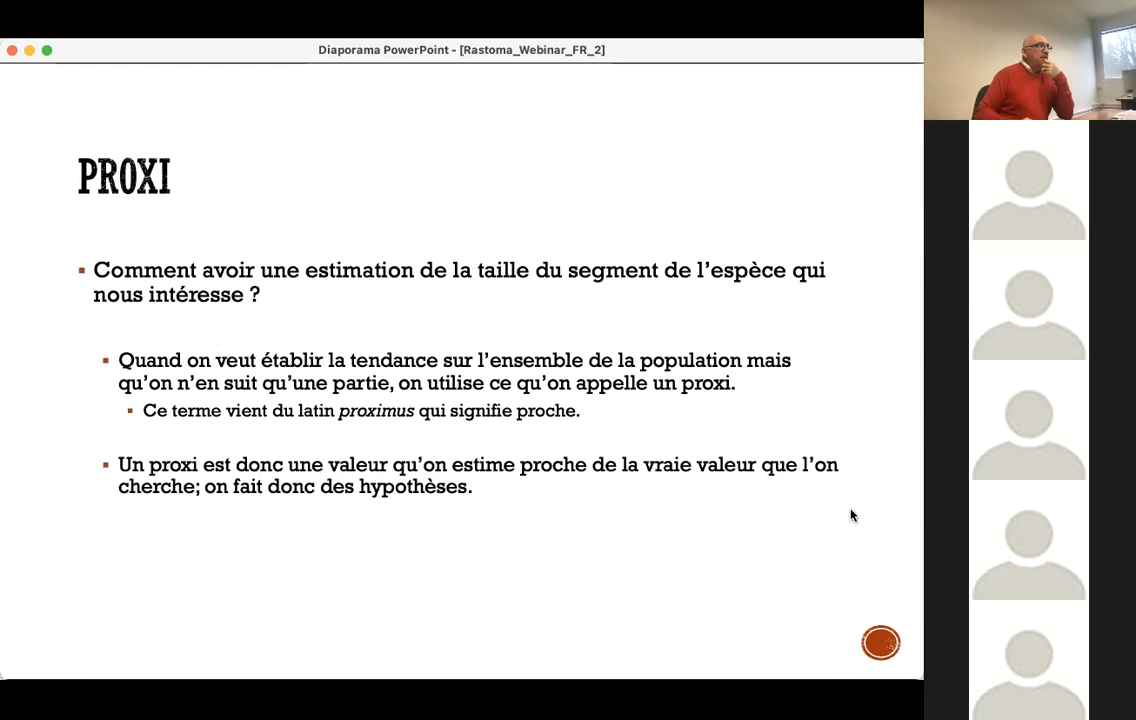 Diaporama PowerPoint - [Rastoma_Webinar_FR_2]
PROXI
▪ Comment avoir une estimation de la taille du segment de l’espèce qui
nous intéresse ?
▪ Quand on veut établir la tendance sur l’ensemble de la population mais
qu’on n’en suit qu’une partie, on utilise ce qu’on appelle un proxi.
▪ Ce terme vient du latin proximus qui signifie proche.
▪ Un proxi est donc une valeur qu’on estime proche de la vraie valeur que l’on
cherche; on fait donc des hypothèses.